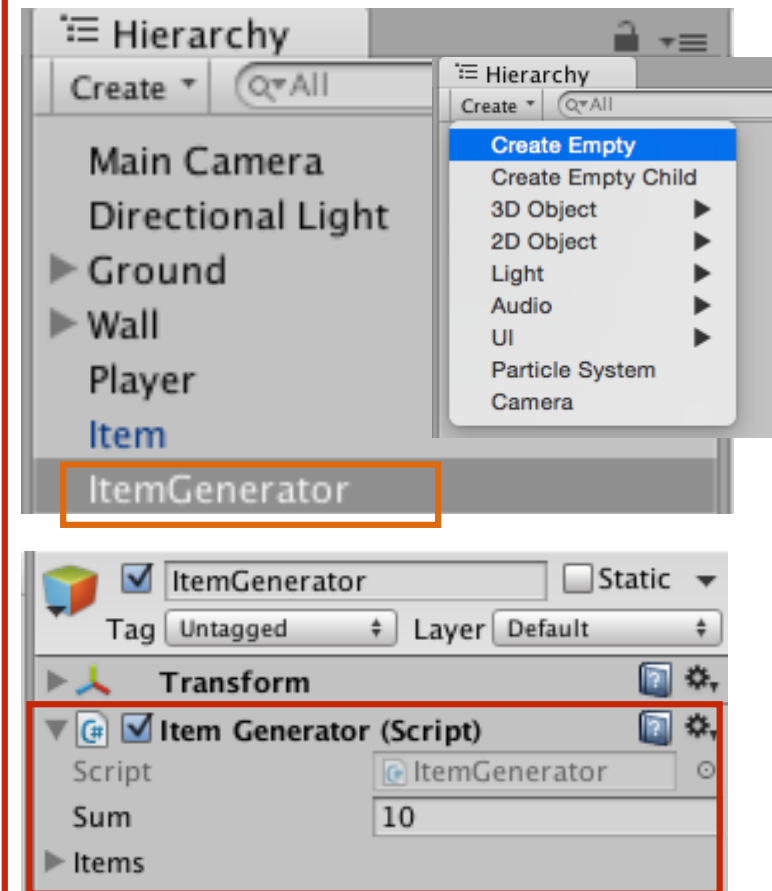 Hierarchy
Create All
Main Camera
Directional Light
Ground
Wall
Player
Item
ItemGenerator
Hierarchy
Create All
Create Empty
Create Empty Child
3D Object
2D Object
Light
Audio
UI
Particle System
Camera
ItemGenerator Static
Tag Untagged Layer Default
Transform
Item Generator (Script)
Script ItemGenerator
Sum 10
Items